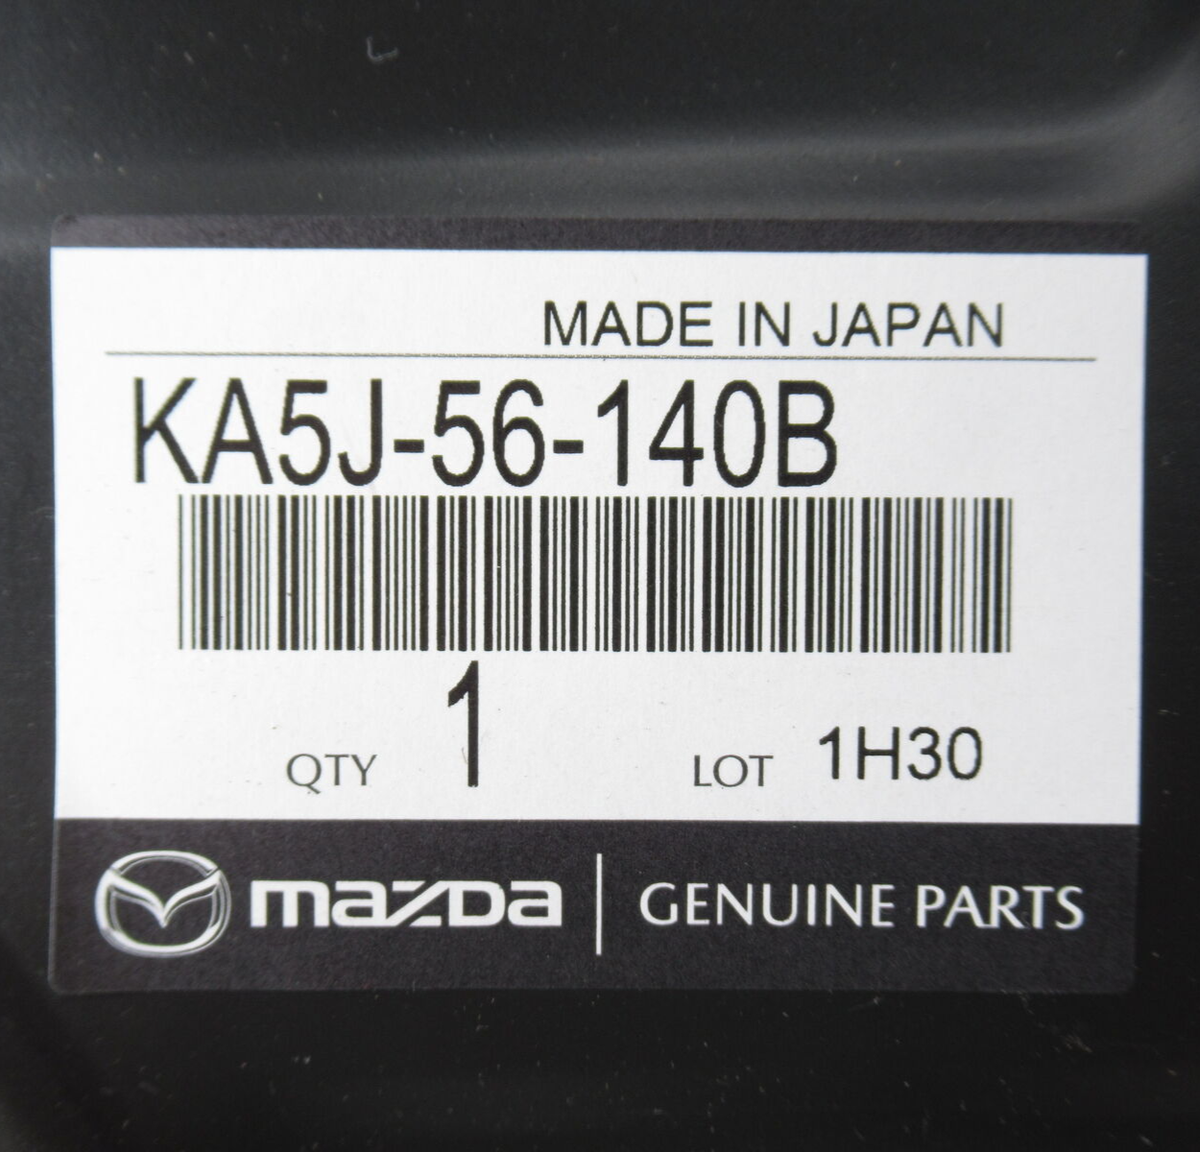 MADE IN JAPAN
KA5J-56-140B
QTY 1 LOT 1H30
mazda GENUINE PARTS